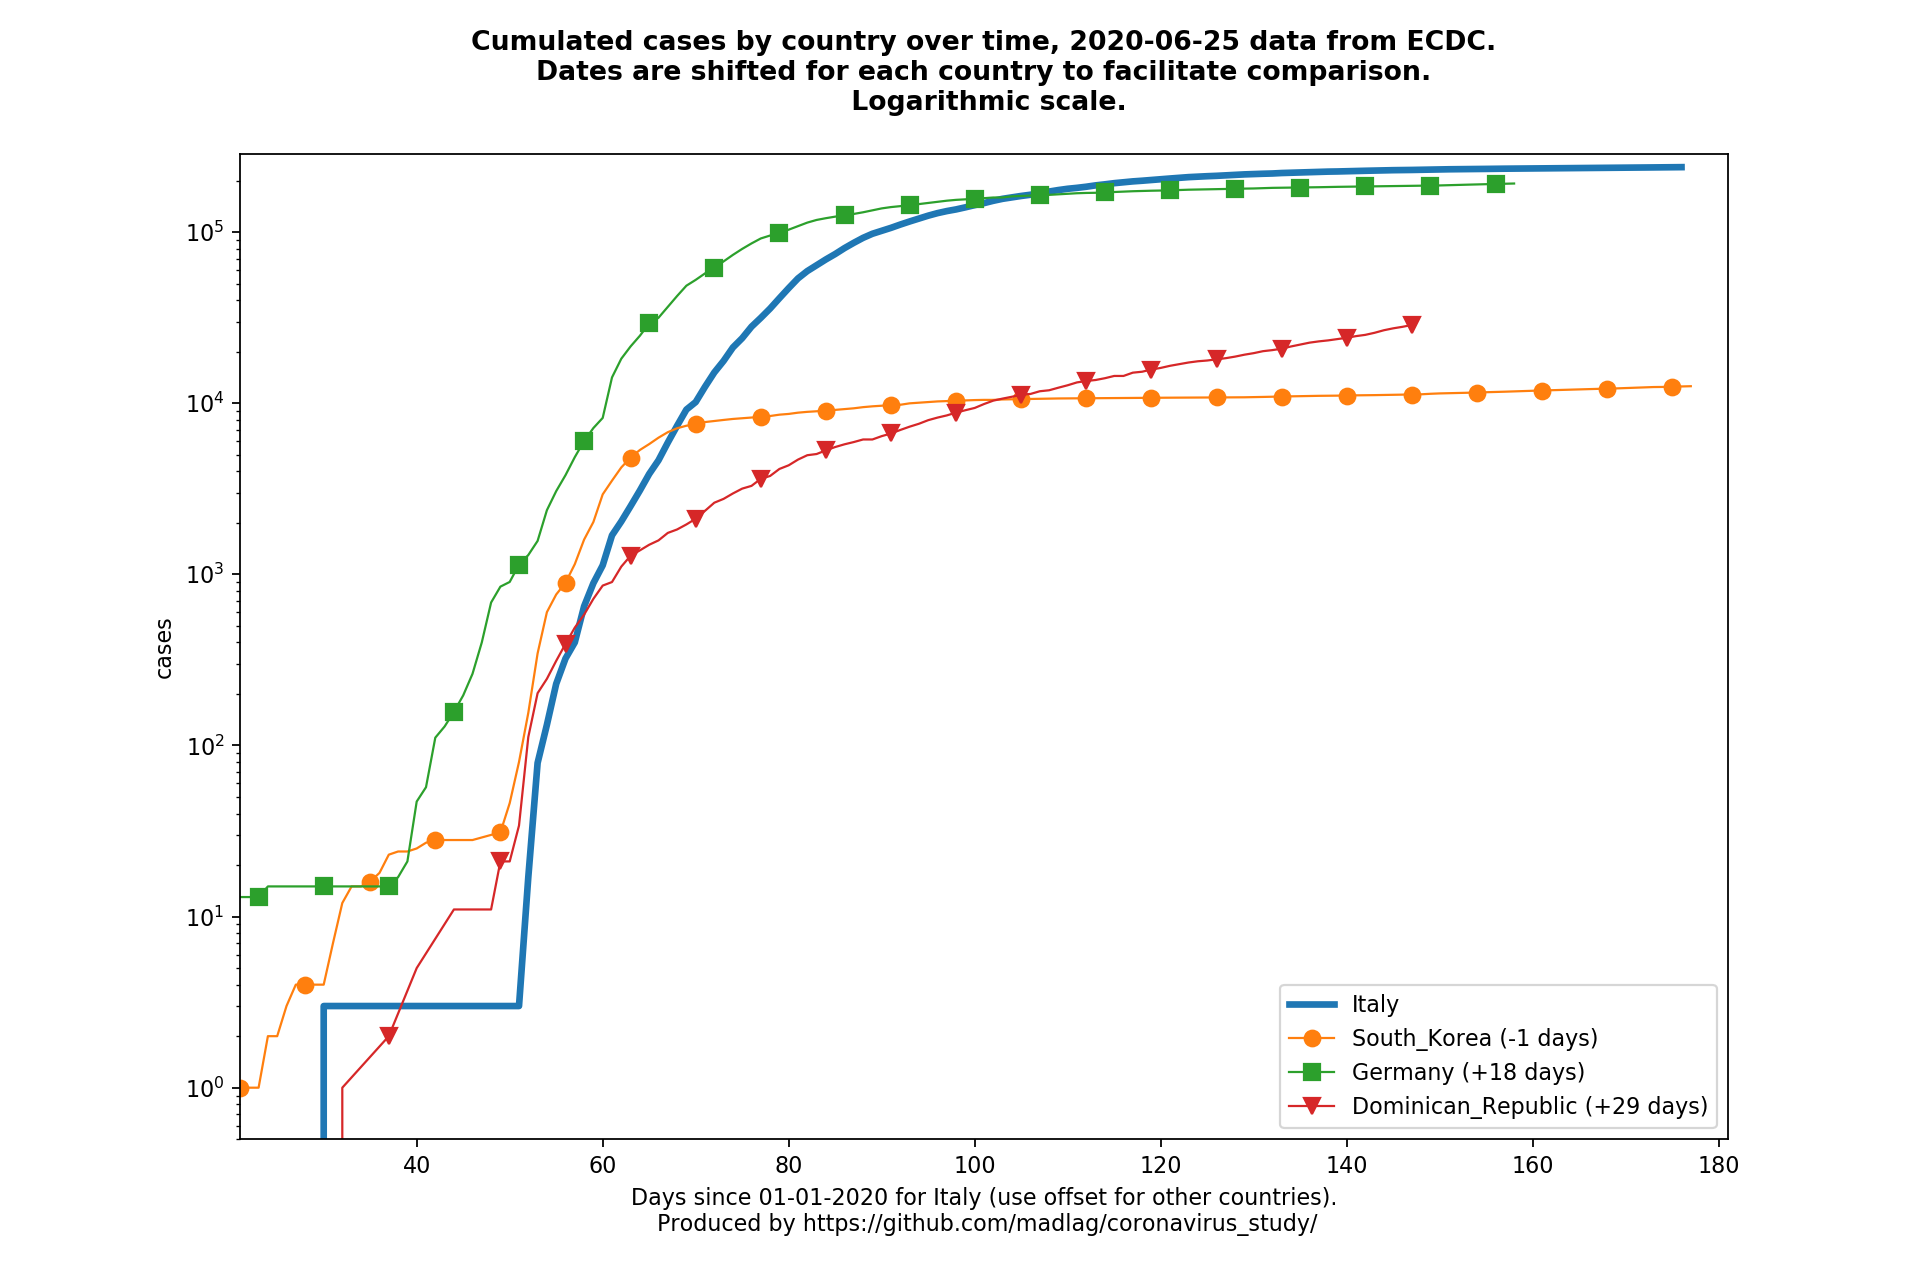 Cumulated cases by country over time, 2020-06-25 data from ECDC.
Dates are shifted for each country to facilitate comparison.
Logarithmic scale.
10^5
10^4
10^3
10^2
10^1
10^0
cases
40 60 80 100 120 140 160 180
Days since 01-01-2020 for Italy (use offset for other countries).
Produced by https://github.com/madlag/coronavirus_study/
Italy
South_Korea (-1 days)
Germany (+18 days)
Dominican_Republic (+29 days)